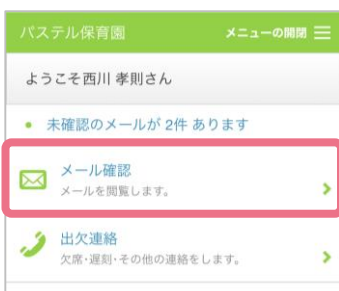 パステル保育園 メニューの開閉
ようこそ西川 孝則さん
未確認のメールが 2件 あります
メール確認
メールを閲覧します。
出欠連絡
欠席・遅刻・その他の連絡をします。